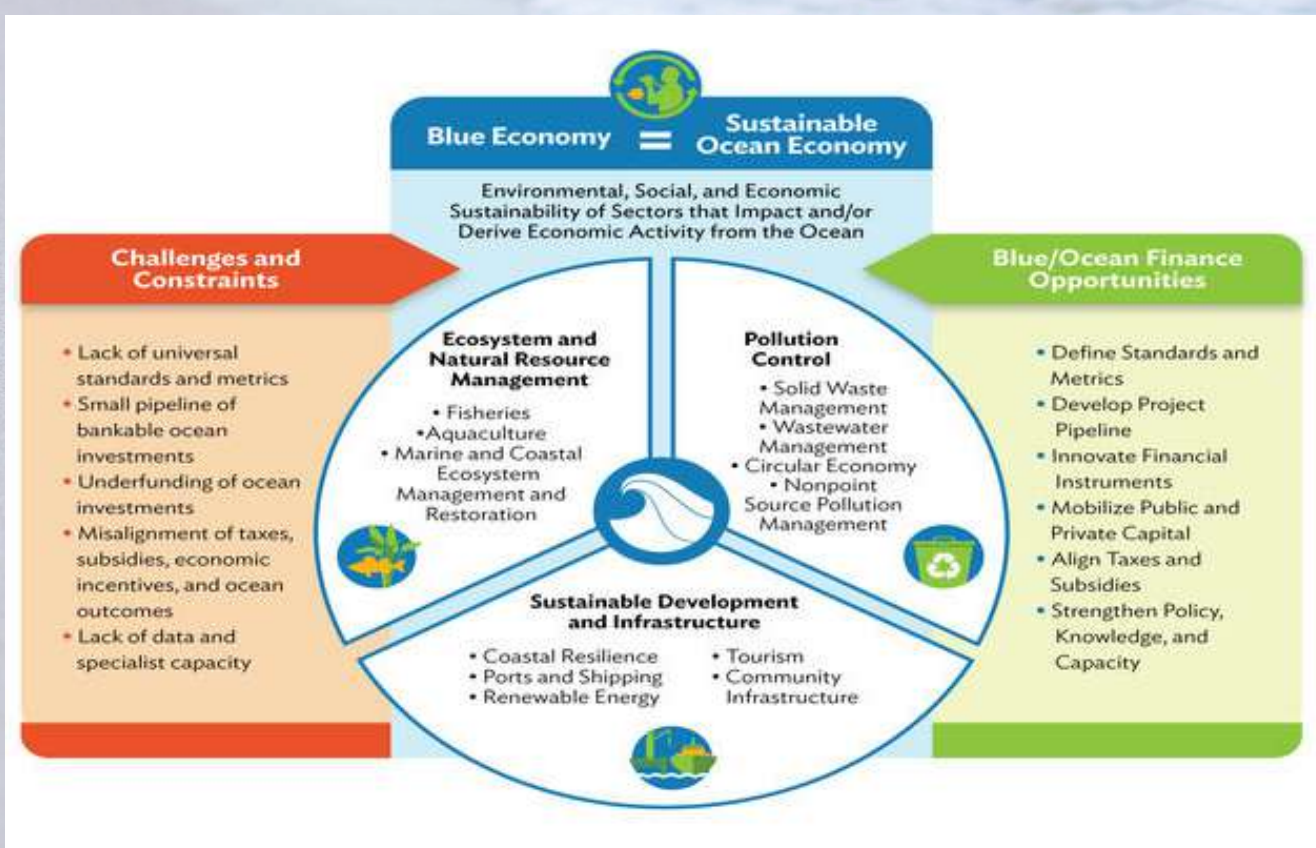 Blue Economy = Sustainable
Ocean Economy
Environmental, Social, and Economic
Sustainability of Sectors that Impact and/or
Derive Economic Activity from the Ocean
Challenges and
Constraints
• Lack of universal
standards and metrics
• Small pipeline of
bankable ocean
investments
• Underfunding of ocean
investments
• Misalignment of taxes,
subsidies, economic
incentives, and ocean
outcomes
• Lack of data and
specialist capacity
Ecosystem and
Natural Resource
Management
• Fisheries
•Aquaculture
• Marine and Coastal
Ecosystem
Management and
Restoration
Pollution
Control
• Solid Waste
Management
• Wastewater
Management
• Circular Economy
• Nonpoint
Source Pollution
Management
Sustainable Development
and Infrastructure
• Coastal Resilience
• Ports and Shipping
• Renewable Energy
• Tourism
• Community
Infrastructure
Blue/Ocean Finance
Opportunities
• Define Standards and
Metrics
• Develop Project
Pipeline
• Innovate Financial
Instruments
• Mobilize Public and
Private Capital
• Align Taxes and
Subsidies
• Strengthen Policy,
Knowledge, and
Capacity